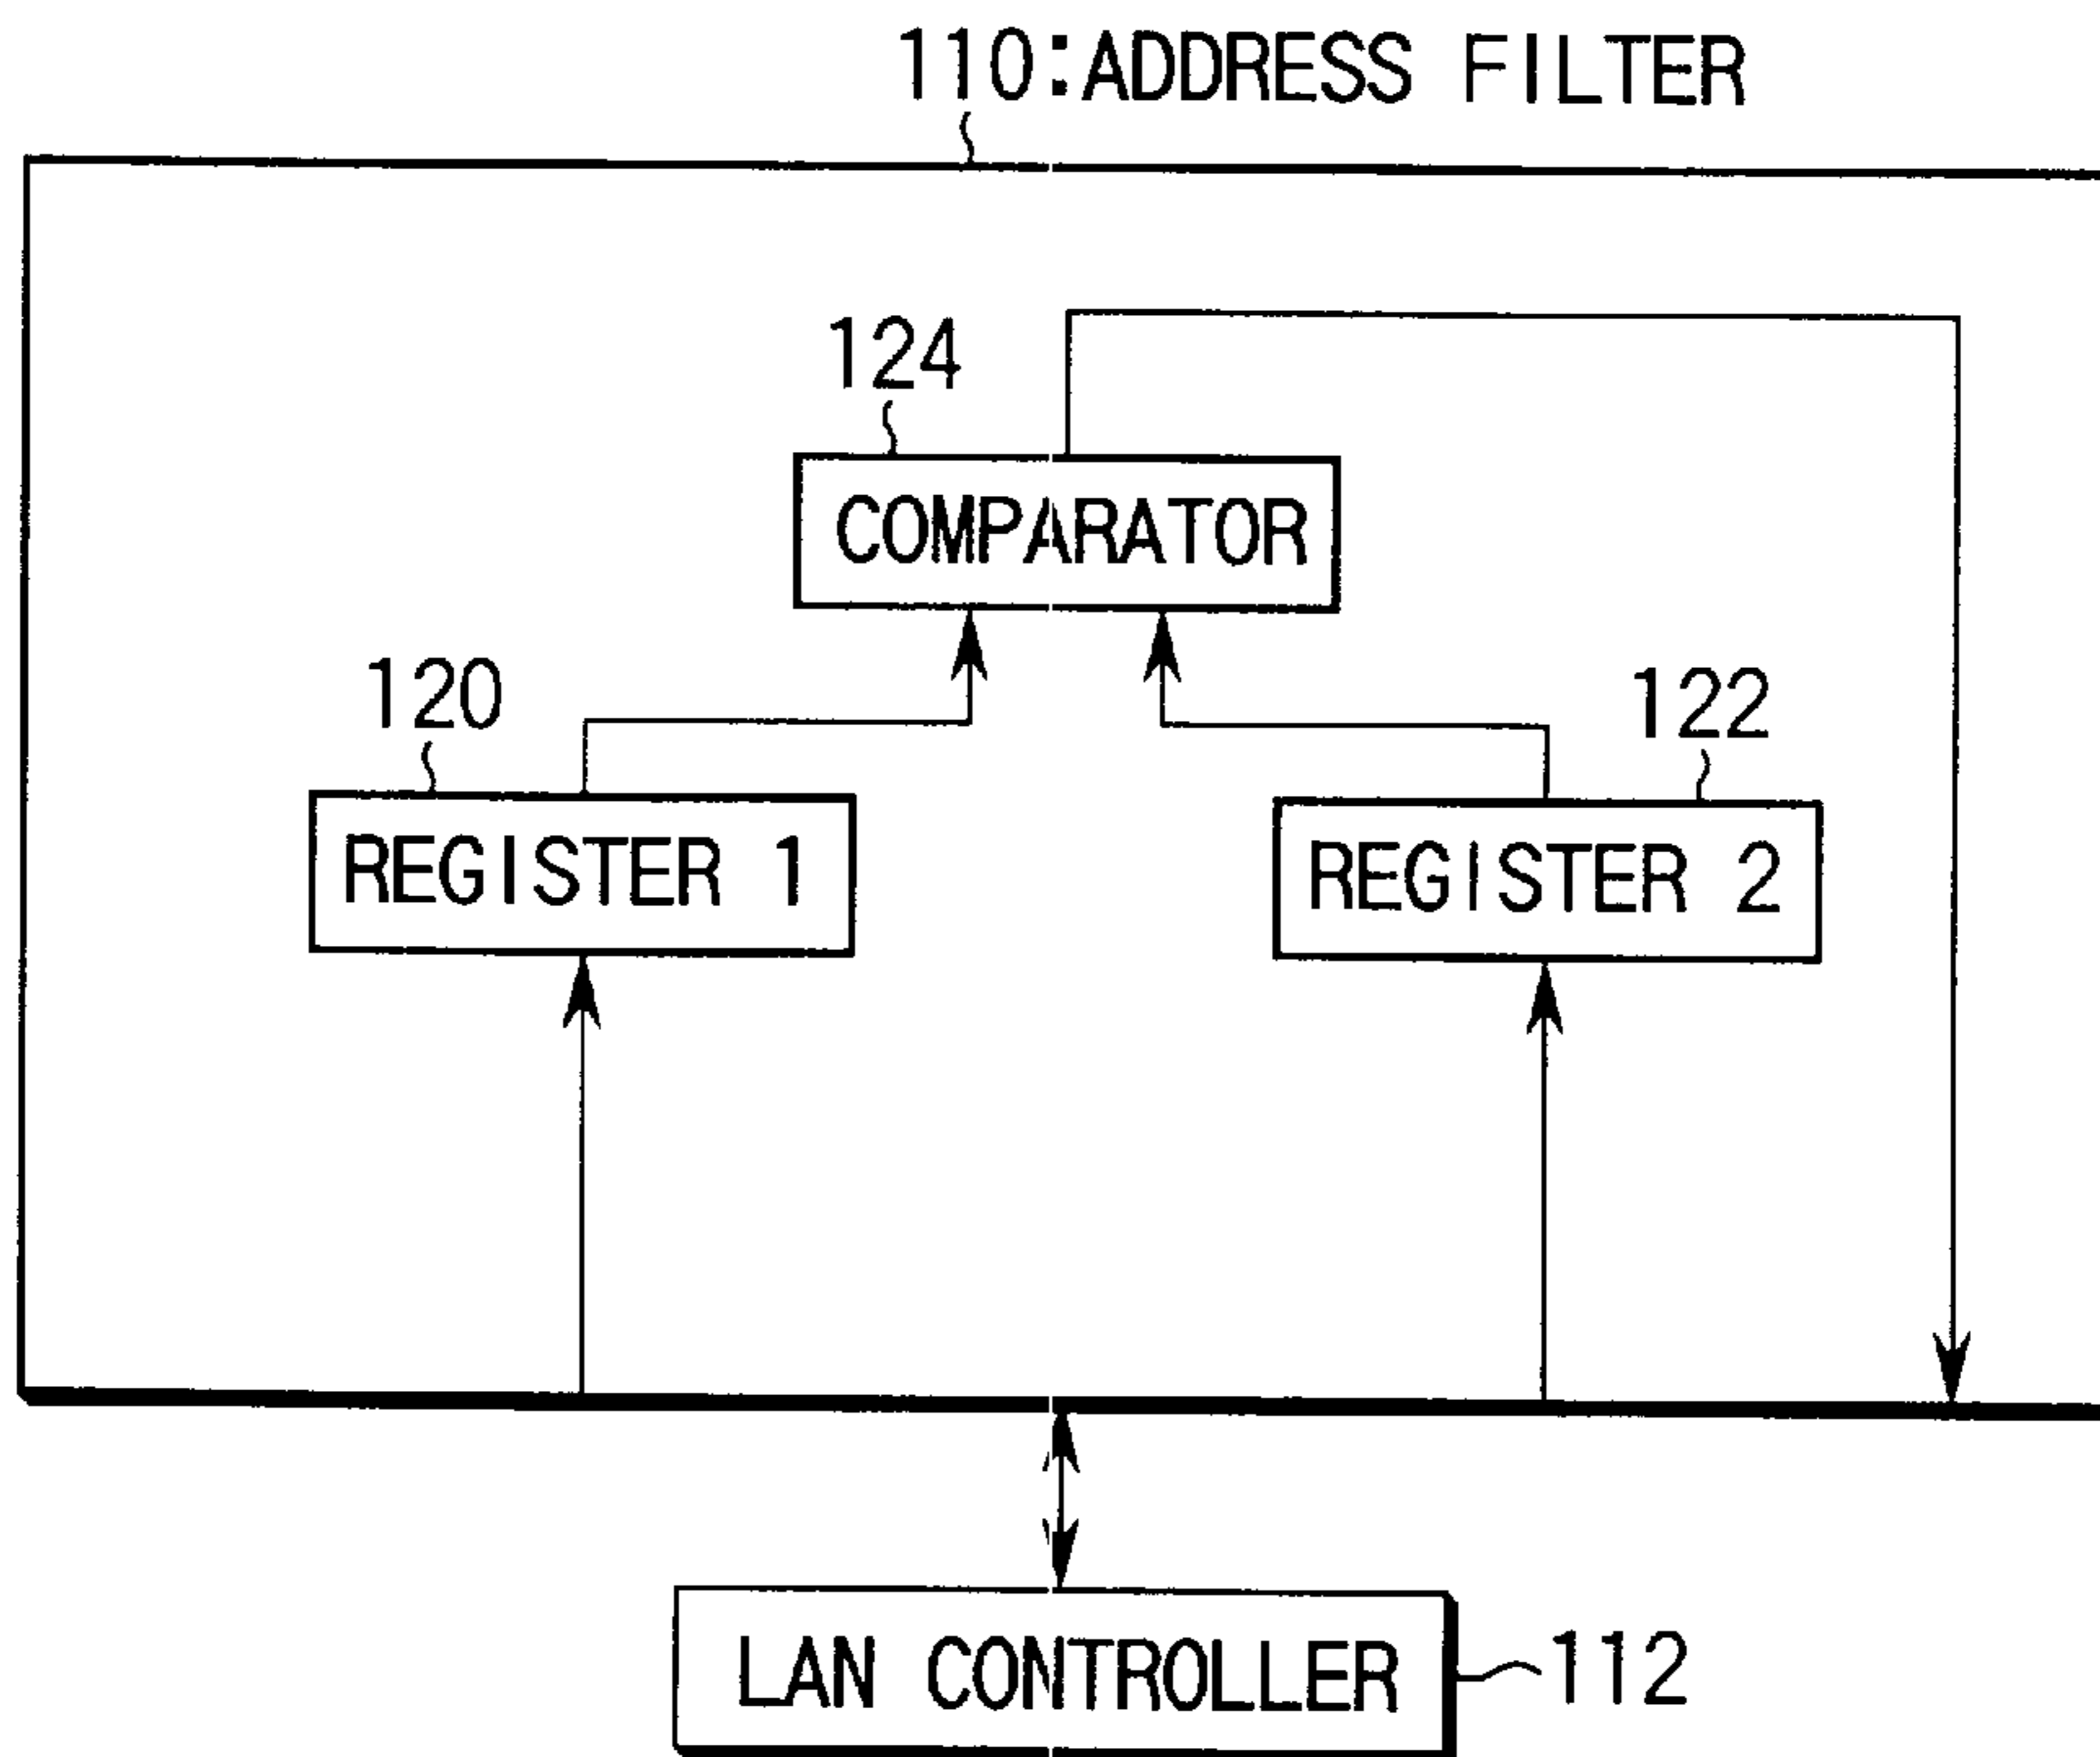 110:ADDRESS FILTER
124
COMPARATOR
120
122
REGISTER 1
REGISTER 2
LAN CONTROLLER
112